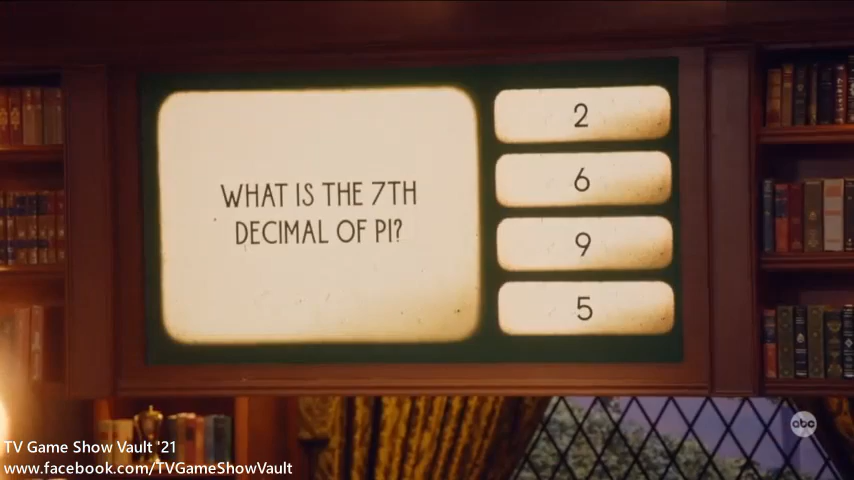 WHAT IS THE 7TH
DECIMAL OF PI?
2
6
9
5
abc
TV Game Show Vault '21
www.facebook.com/TVGameShowVault